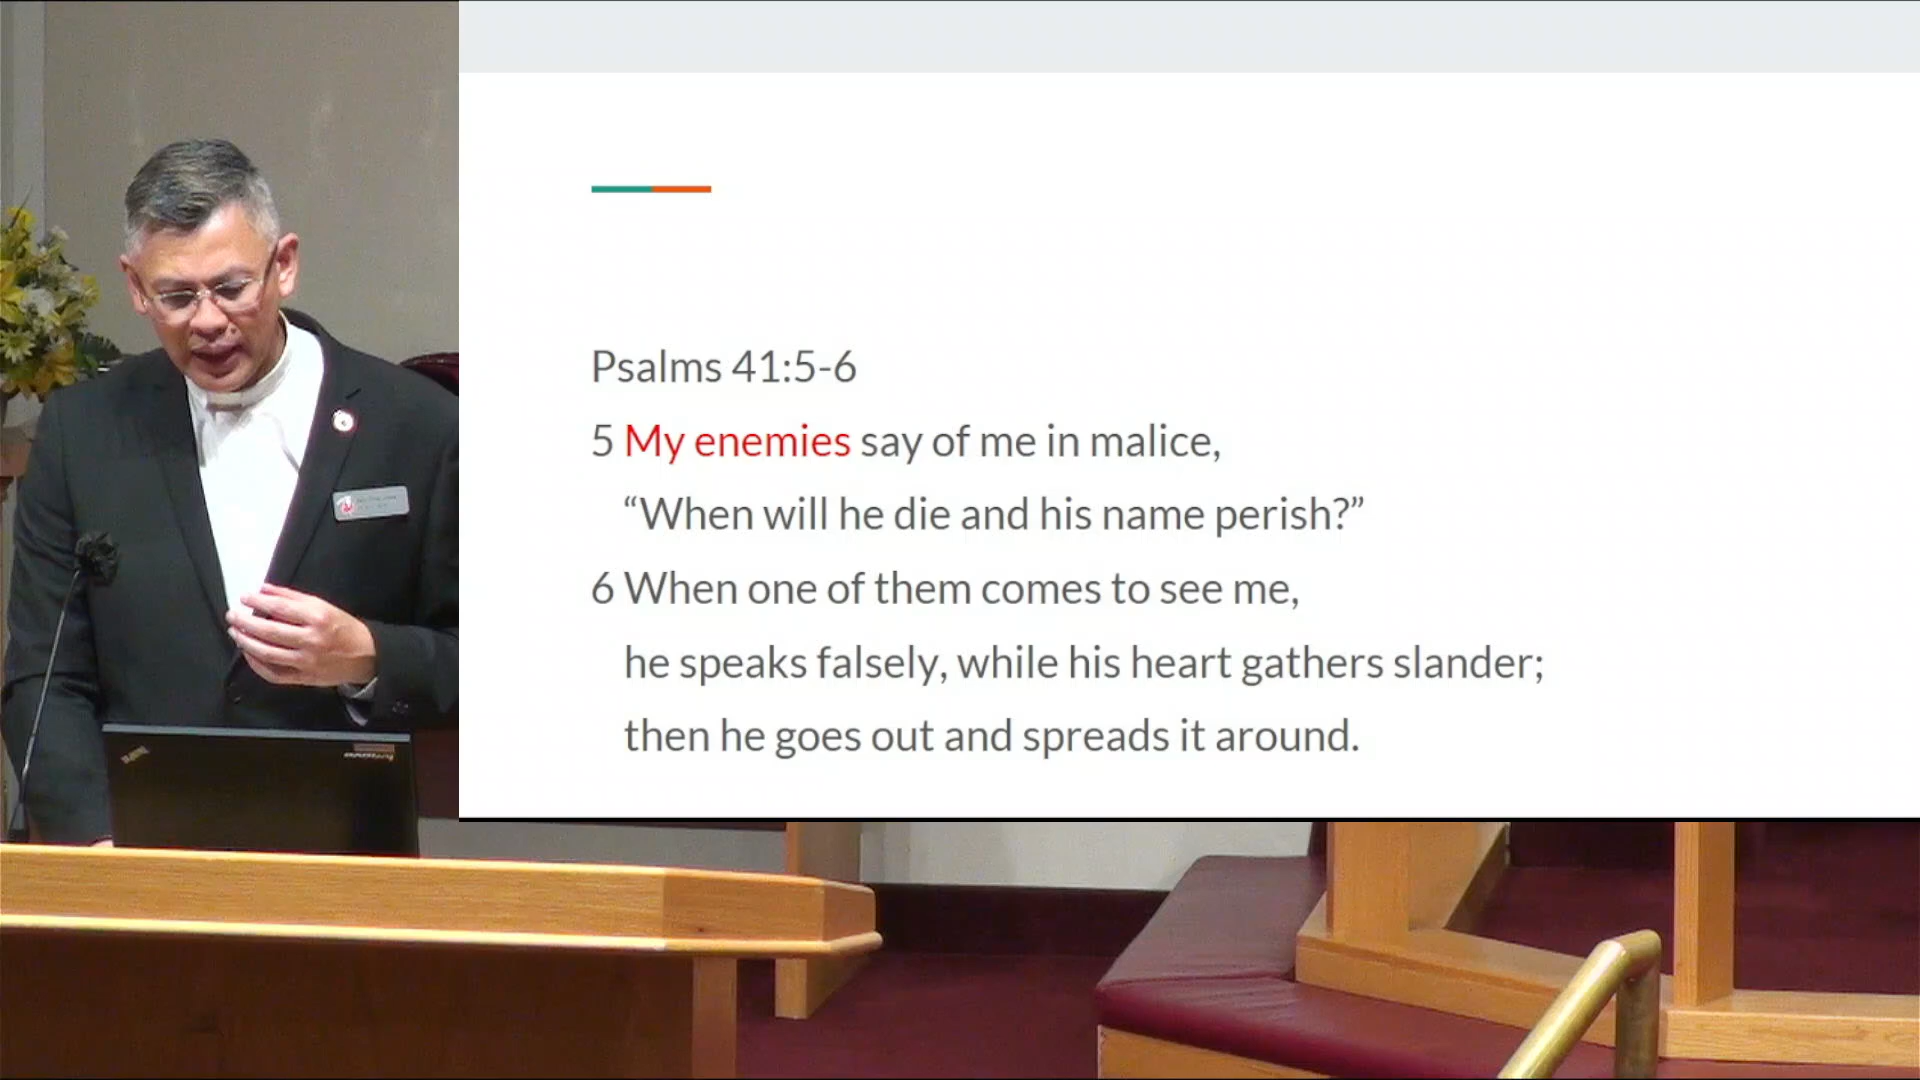 Psalms 41:5-6
5 My enemies say of me in malice,
“When will he die and his name perish?”
6 When one of them comes to see me,
he speaks falsely, while his heart gathers slander;
then he goes out and spreads it around.